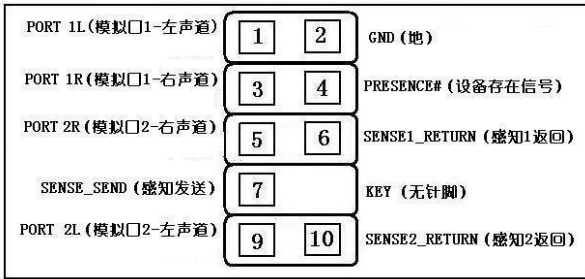 PORT 1L(模拟口1-左声道) 1 2 GND(地)
PORT 1R(模拟口1-右声道) 3 4 PRESENCE#(设备存在信号)
PORT 2R(模拟口2-右声道) 5 6 SENSE1_RETURN(感知1返回)
SENSE_SEND(感知发送) 7 KEY(无针脚)
PORT 2L(模拟口2-左声道) 9 10 SENSE2_RETURN(感知2返回)